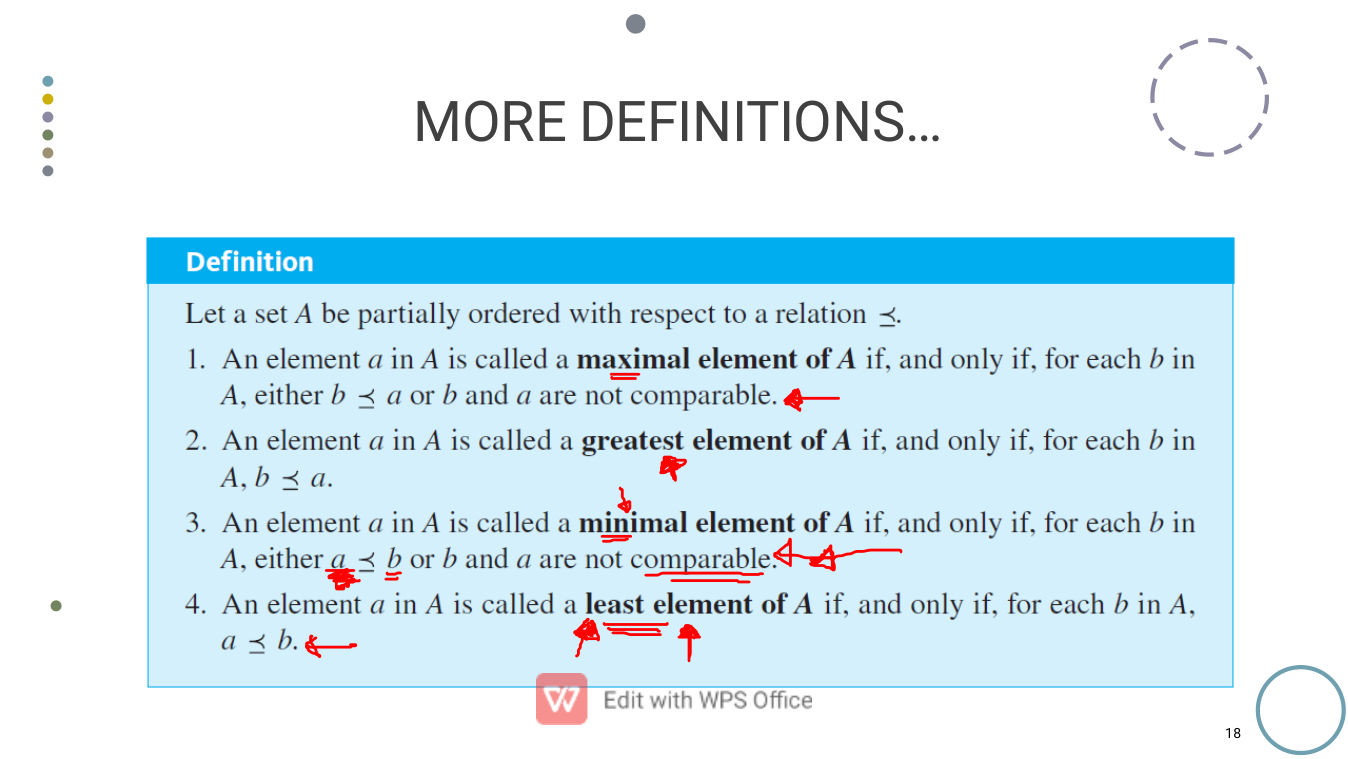 MORE DEFINITIONS...
Definition
Let a set A be partially ordered with respect to a relation ⪯.
1. An element a in A is called a maximal element of A if, and only if, for each b in
A, either b ⪯ a or b and a are not comparable.
2. An element a in A is called a greatest element of A if, and only if, for each b in
A, b ⪯ a.
3. An element a in A is called a minimal element of A if, and only if, for each b in
A, either a ⪯ b or b and a are not comparable.
4. An element a in A is called a least element of A if, and only if, for each b in A,
a ⪯ b.
Edit with WPS Office
18